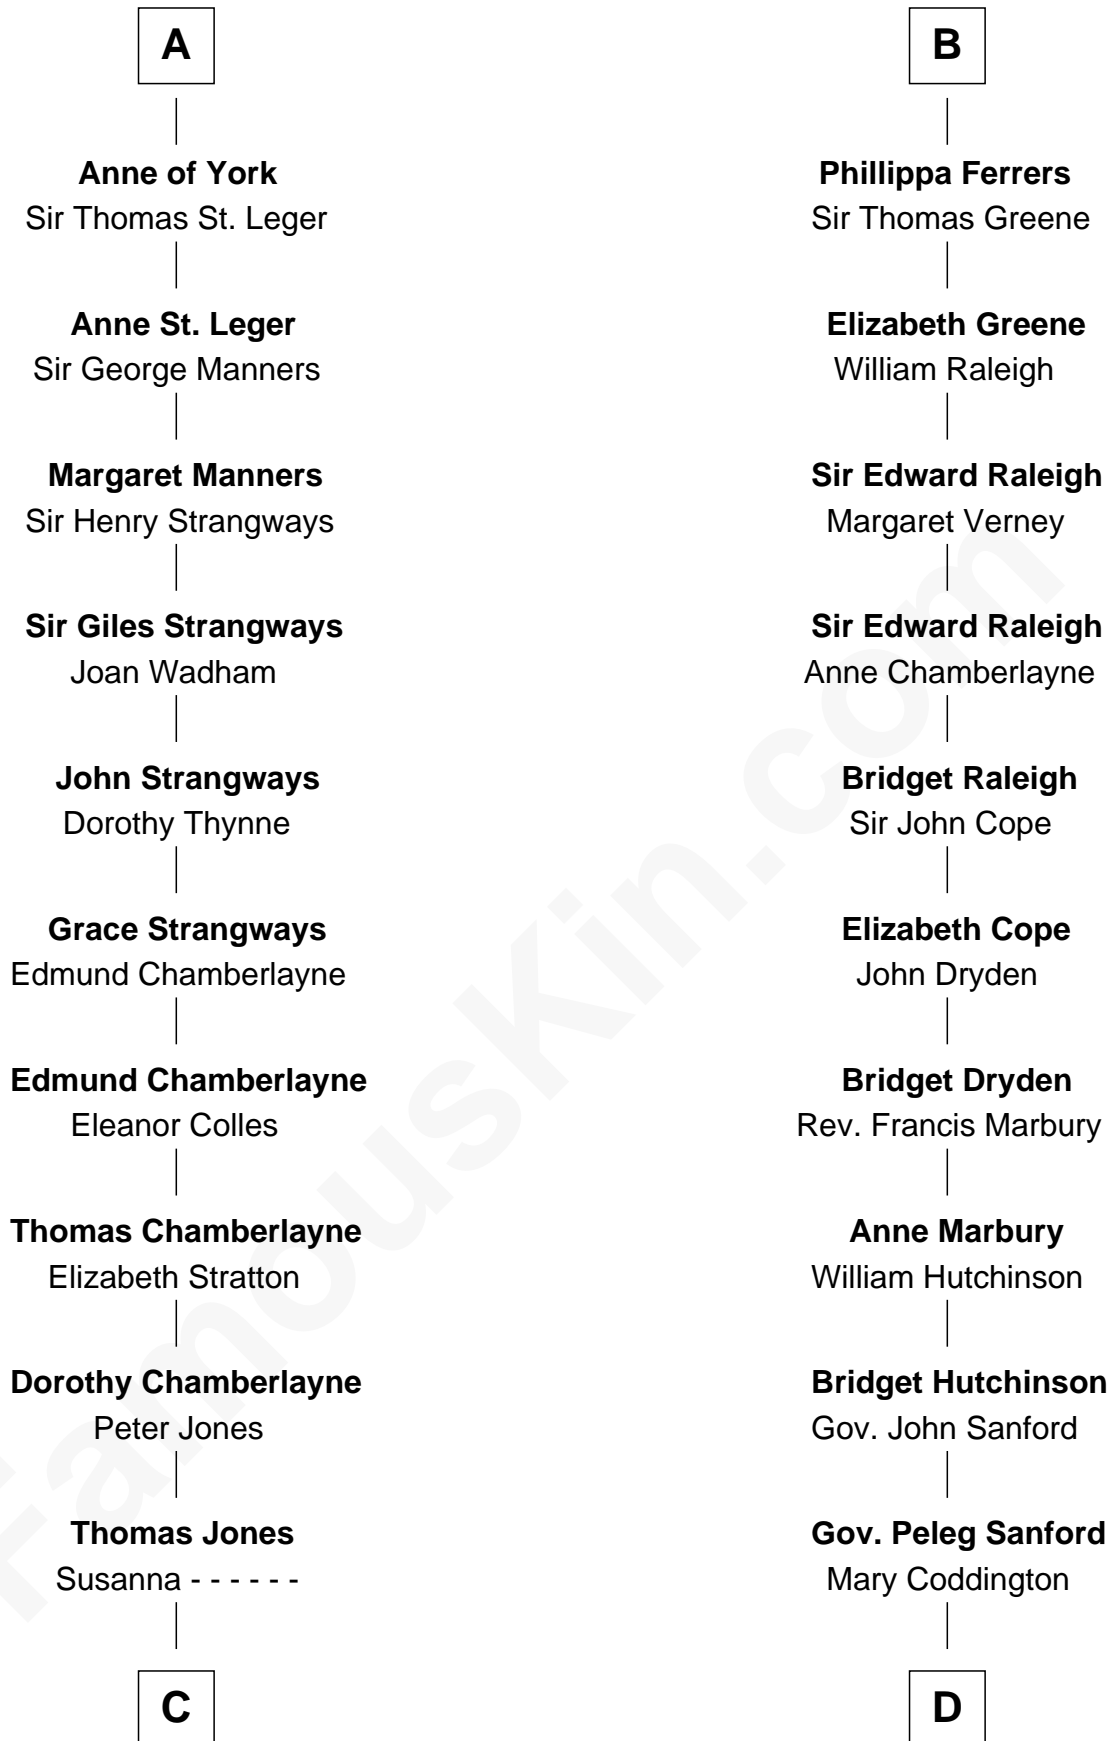 A
Anne of York
Sir Thomas St. Leger
Anne St. Leger
Sir George Manners
Margaret Manners
Sir Henry Strangways
Sir Giles Strangways
Joan Wadham
John Strangways
Dorothy Thynne
Grace Strangways
Edmund Chamberlayne
Edmund Chamberlayne
Eleanor Colles
Thomas Chamberlayne
Elizabeth Stratton
Dorothy Chamberlayne
Peter Jones
Thomas Jones
Susanna - - - - - -
C
B
Phillippa Ferrers
Sir Thomas Greene
Elizabeth Greene
William Raleigh
Sir Edward Raleigh
Margaret Verney
Sir Edward Raleigh
Anne Chamberlayne
Bridget Raleigh
Sir John Cope
Elizabeth Cope
John Dryden
Bridget Dryden
Rev. Francis Marbury
Anne Marbury
William Hutchinson
Bridget Hutchinson
Gov. John Sanford
Gov. Peleg Sanford
Mary Coddington
D
FamousKin.com